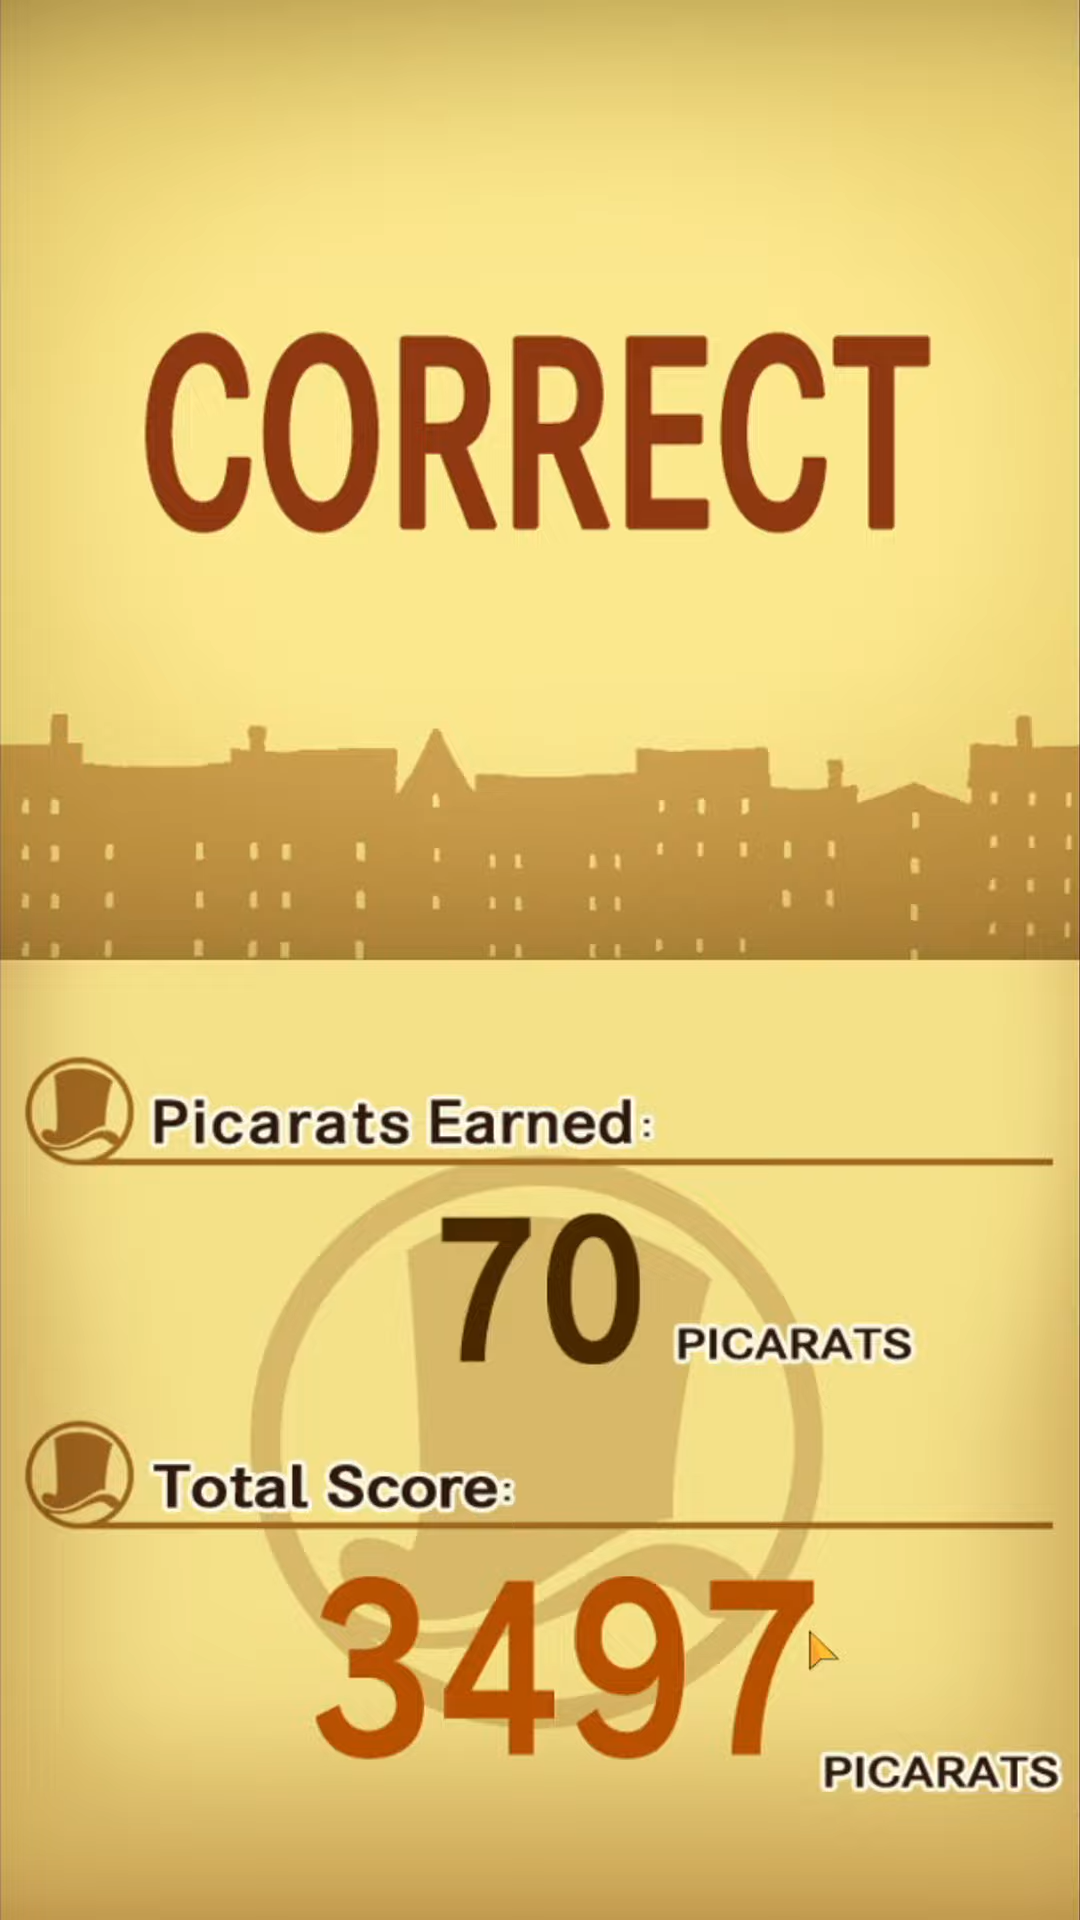 CORRECT
Picarats Earned:
70 PICARATS
Total Score:
3497
PICARATS